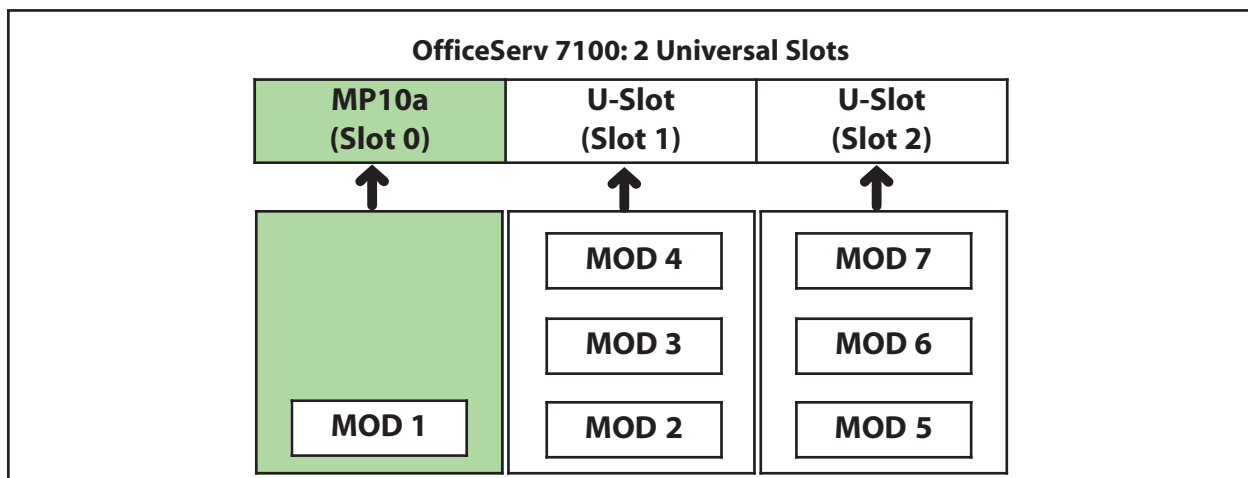 OfficeServ 7100: 2 Universal Slots
MP10a
(Slot 0)
U-Slot
(Slot 1)
U-Slot
(Slot 2)
MOD 4
MOD 7
MOD 3
MOD 6
MOD 1
MOD 2
MOD 5